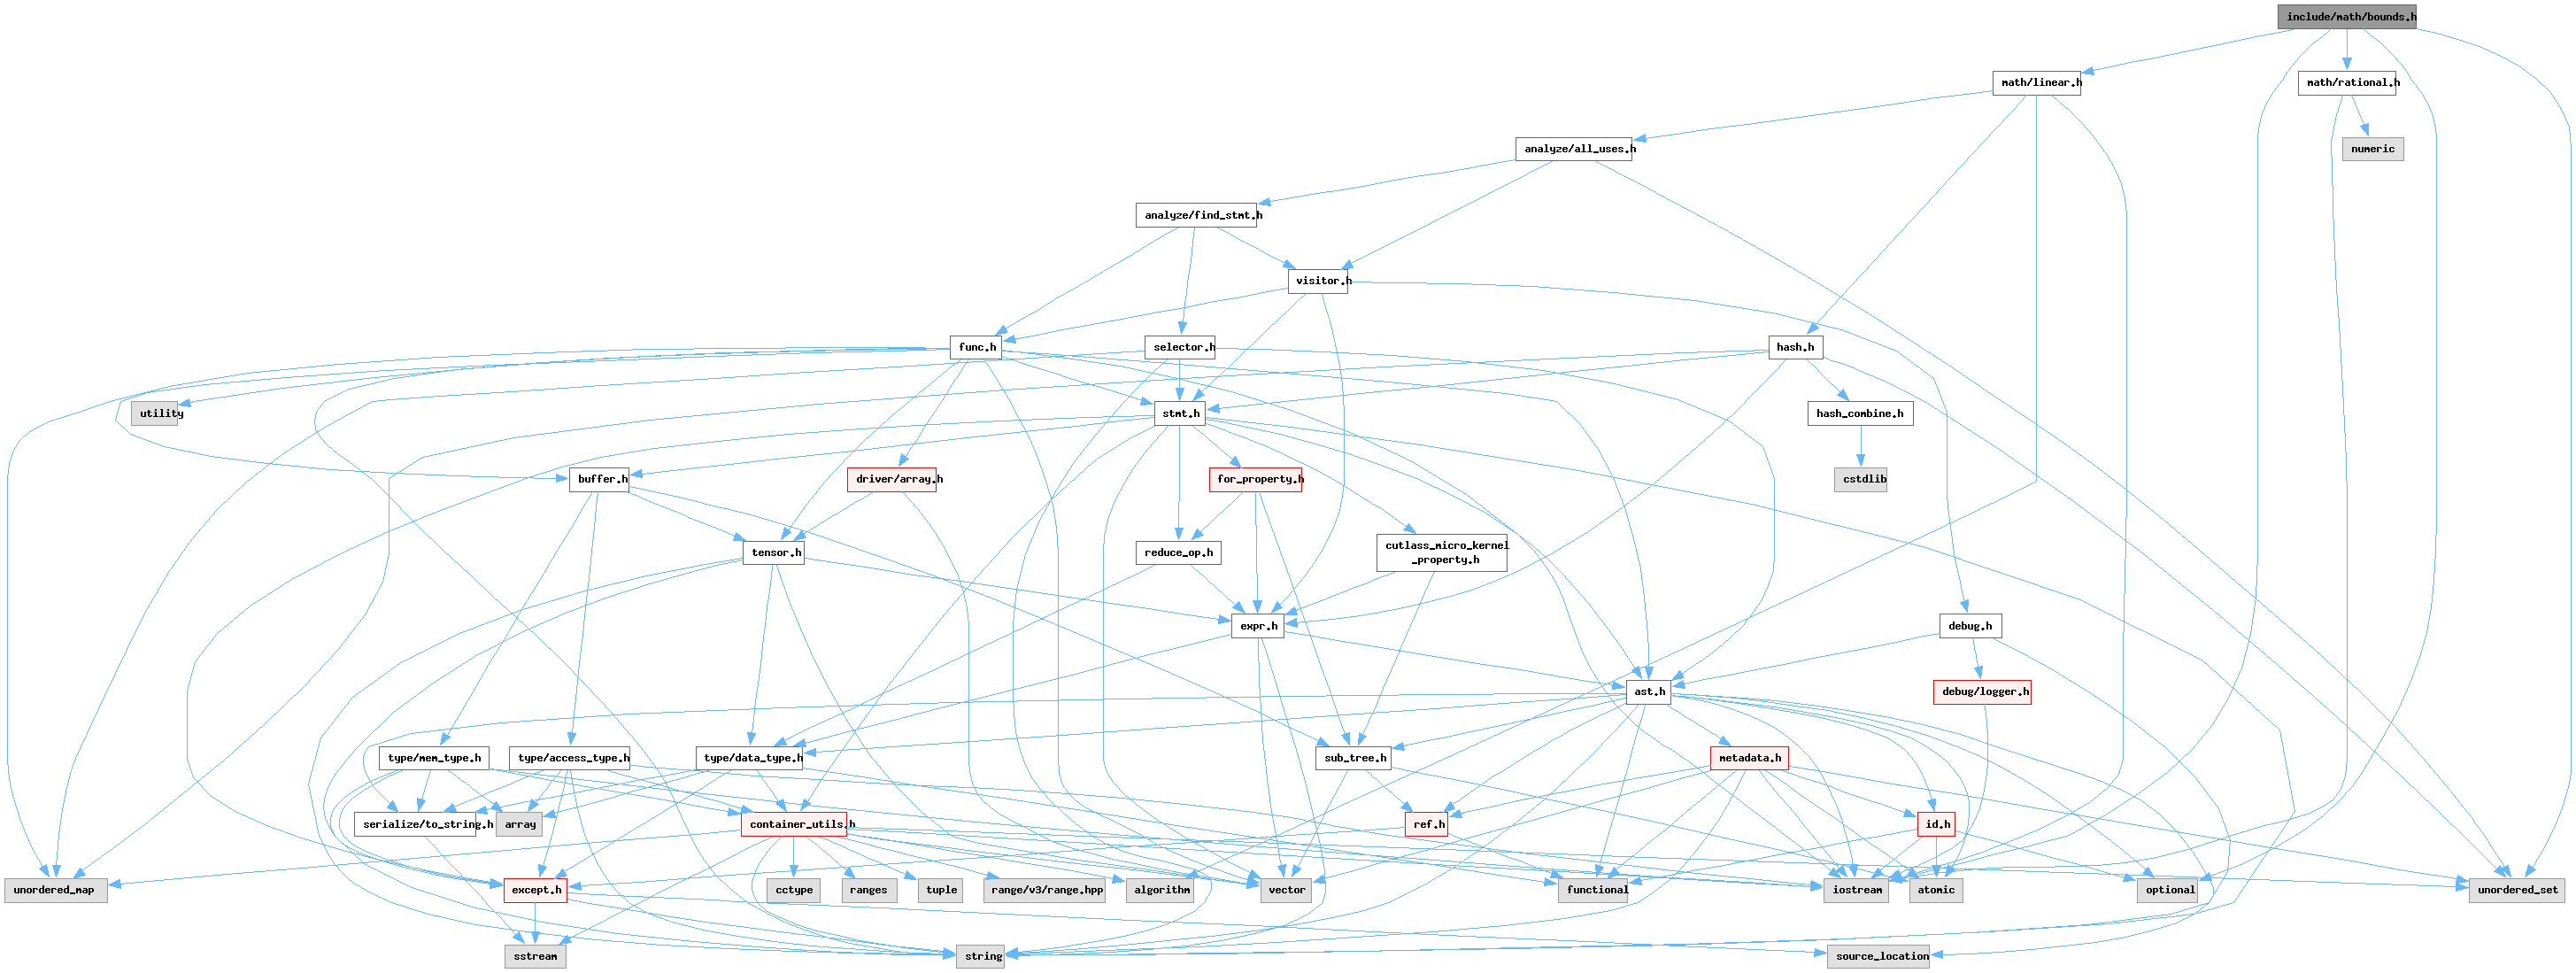 include/math/bounds.h
math/linear.h
math/rational.h
analyze/all_uses.h
numeric
analyze/find_stmt.h
visitor.h
func.h
selector.h
hash.h
utility
stmt.h
hash_combine.h
buffer.h
driver/array.h
for_property.h
cstdlib
tensor.h
reduce_op.h
cutlass_micro_kernel
_property.h
expr.h
debug.h
ast.h
debug/logger.h
type/mem_type.h
type/access_type.h
type/data_type.h
sub_tree.h
metadata.h
serialize/to_string.h
array
container_utils.h
ref.h
id.h
unordered_map
except.h
cctype
ranges
tuple
range/v3/range.hpp
algorithm
vector
functional
iostream
atomic
optional
unordered_set
sstream
string
source_location